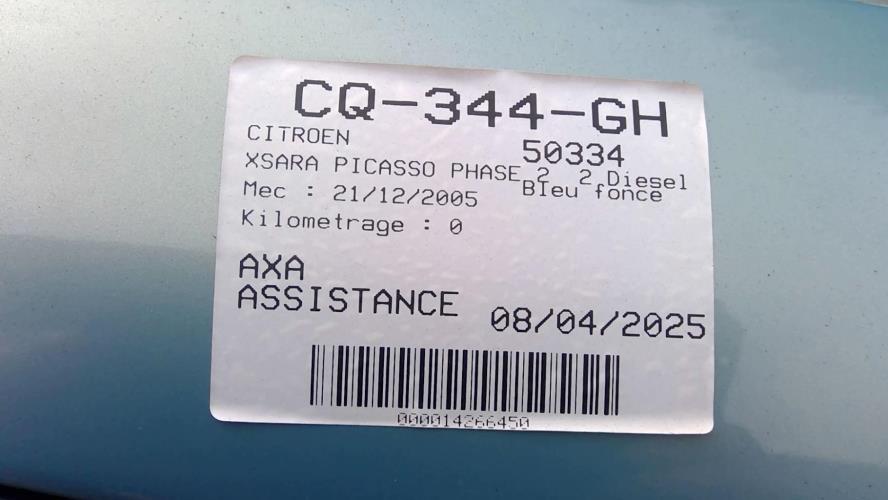 CQ-344-GH
CITROEN
50334
XSARA PICASSO PHASE 2 2 Diesel
Mec : 21/12/2005
Bleu fonce
Kilometrage : 0
AXA
ASSISTANCE
08/04/2025
000014266450